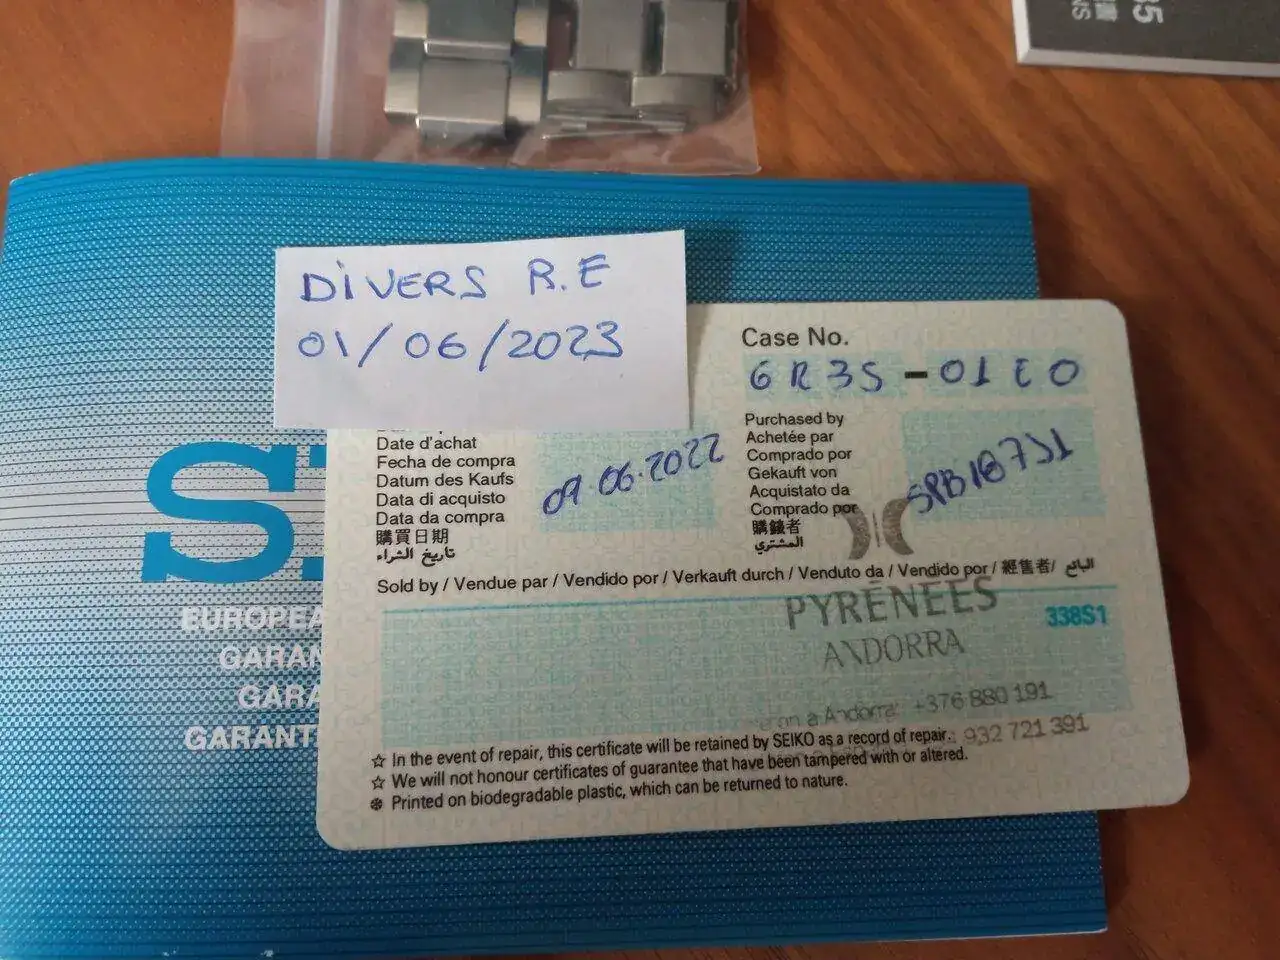 35
NS
DIVERS R.E
01/06/2023
Case No.
6R35-01E0
Date d'achat
Fecha de compra
Datum des Kaufs
Data di acquisto
Data da compra
購買日期
تاريخ الشراء
09.06.2022
Purchased by
Achetée par
Comprado por
Gekauft von
Acquistato da
Comprado por
購錶者
المشتري
SPB187J1
Sold by / Vendue par / Vendido por / Verkauft durch / Venduto da / Vendido por / 經售者/ البائع
PYRÉNÉES
ANDORRA
338S1
a Andorra: +376 880 191
932 721 391
☆ In the event of repair, this certificate will be retained by SEIKO as a record of repair.
☆ We will not honour certificates of guarantee that have been tampered with or altered.
❄ Printed on biodegradable plastic, which can be returned to nature.
SE
EUROPEA
GARAN
GARA
GARANT